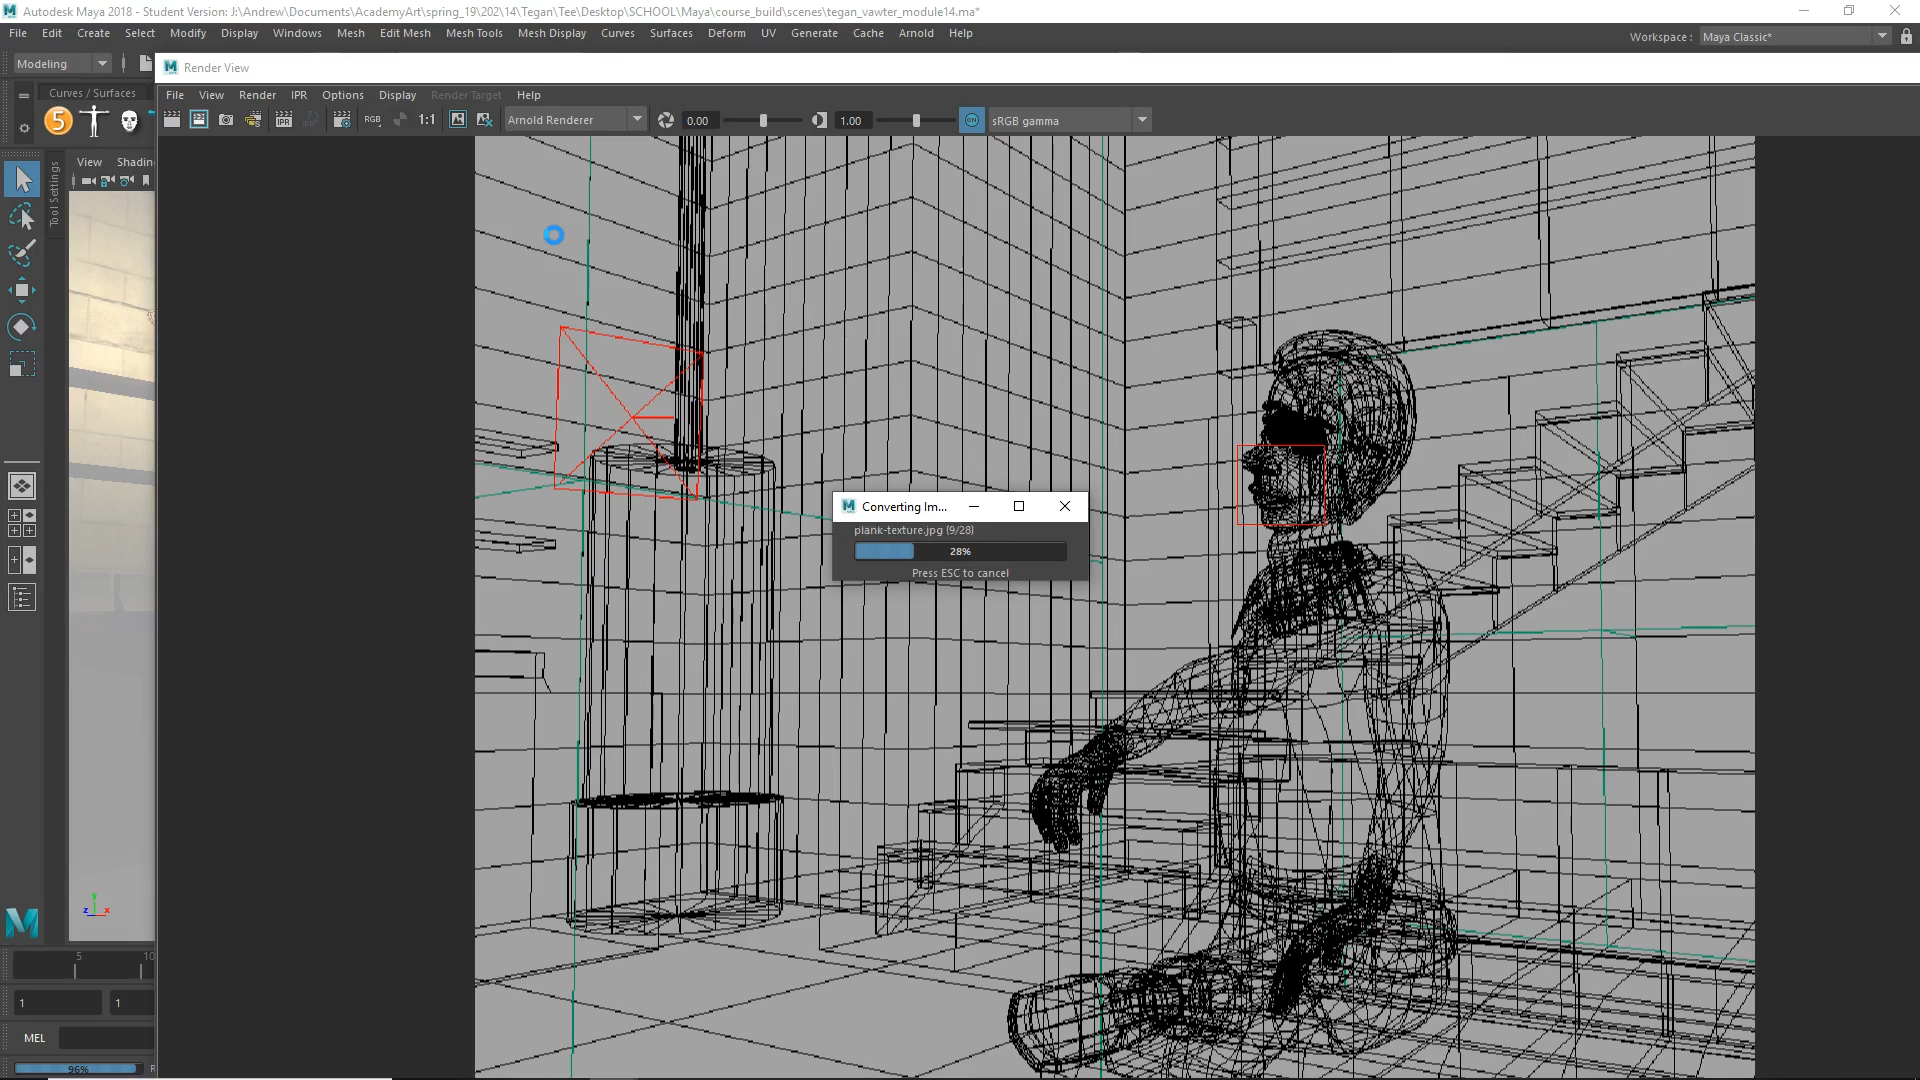 Autodesk Maya 2018 - Student Version: J:\Andrew\Documents\AcademyArt\spring_19\202\14\Tegan\Tee\Desktop\SCHOOL\Maya\course_build\scenes\tegan_vawter_module14.ma*
File Edit Create Select Modify Display Windows Mesh Edit Mesh Mesh Tools Mesh Display Curves Surfaces Deform UV Generate Cache Arnold Help
Workspace : Maya Classic*
Modeling
Render View
Curves / Surfaces
File View Render IPR Options Display Render Target Help
5
IPR IPR RGB 1:1 Arnold Renderer 0.00 1.00 ON sRGB gamma
View Shadin
Tool Settings
Converting Im...
plank-texture.jpg (9/28)
28%
Press ESC to cancel
y
z x
5 10
1 1
MEL
96%